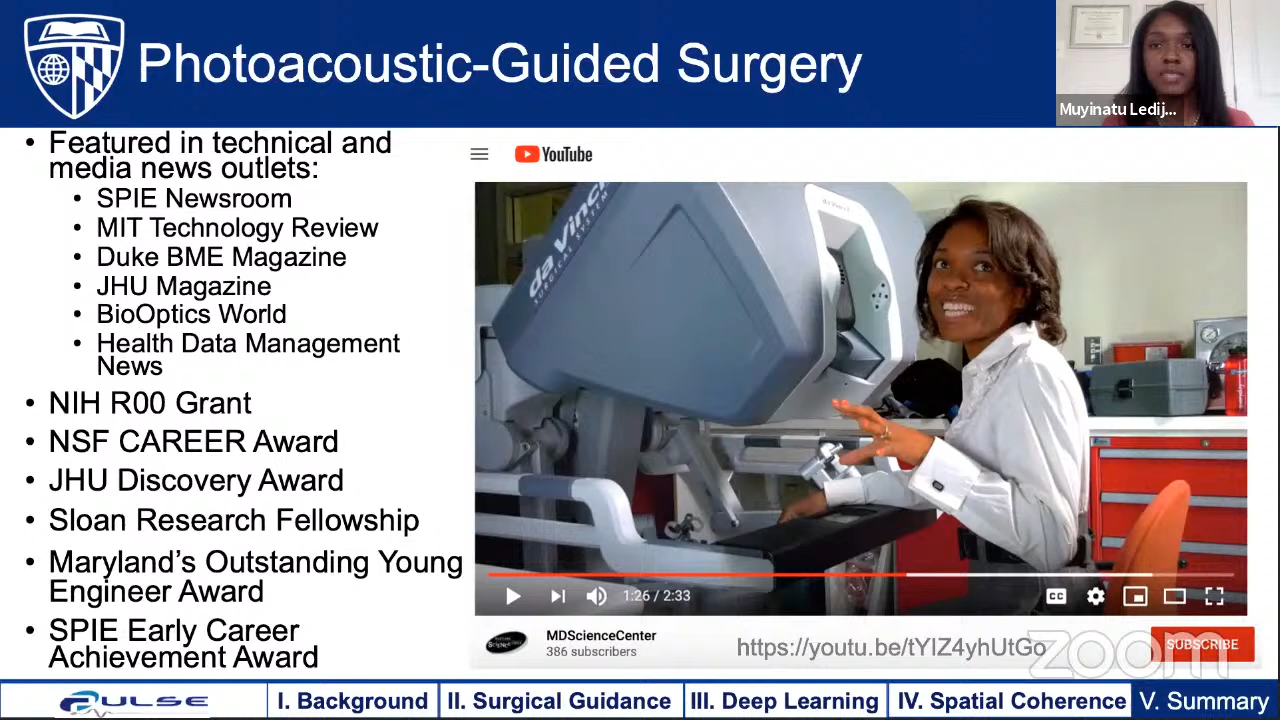 Photoacoustic-Guided Surgery
Muyinatu Ledij...
• Featured in technical and
media news outlets:
• SPIE Newsroom
• MIT Technology Review
• Duke BME Magazine
• JHU Magazine
• BioOptics World
• Health Data Management
News
• NIH R00 Grant
• NSF CAREER Award
• JHU Discovery Award
• Sloan Research Fellowship
• Maryland’s Outstanding Young
Engineer Award
• SPIE Early Career
Achievement Award
YouTube
da Vinci
SURGICAL SYSTEM
1:26 / 2:33
CC
MDScienceCenter
386 subscribers
https://youtu.be/tYIZ4yhUtGo
SUBSCRIBE
zoom
PULSE
I. Background
II. Surgical Guidance
III. Deep Learning
IV. Spatial Coherence
V. Summary